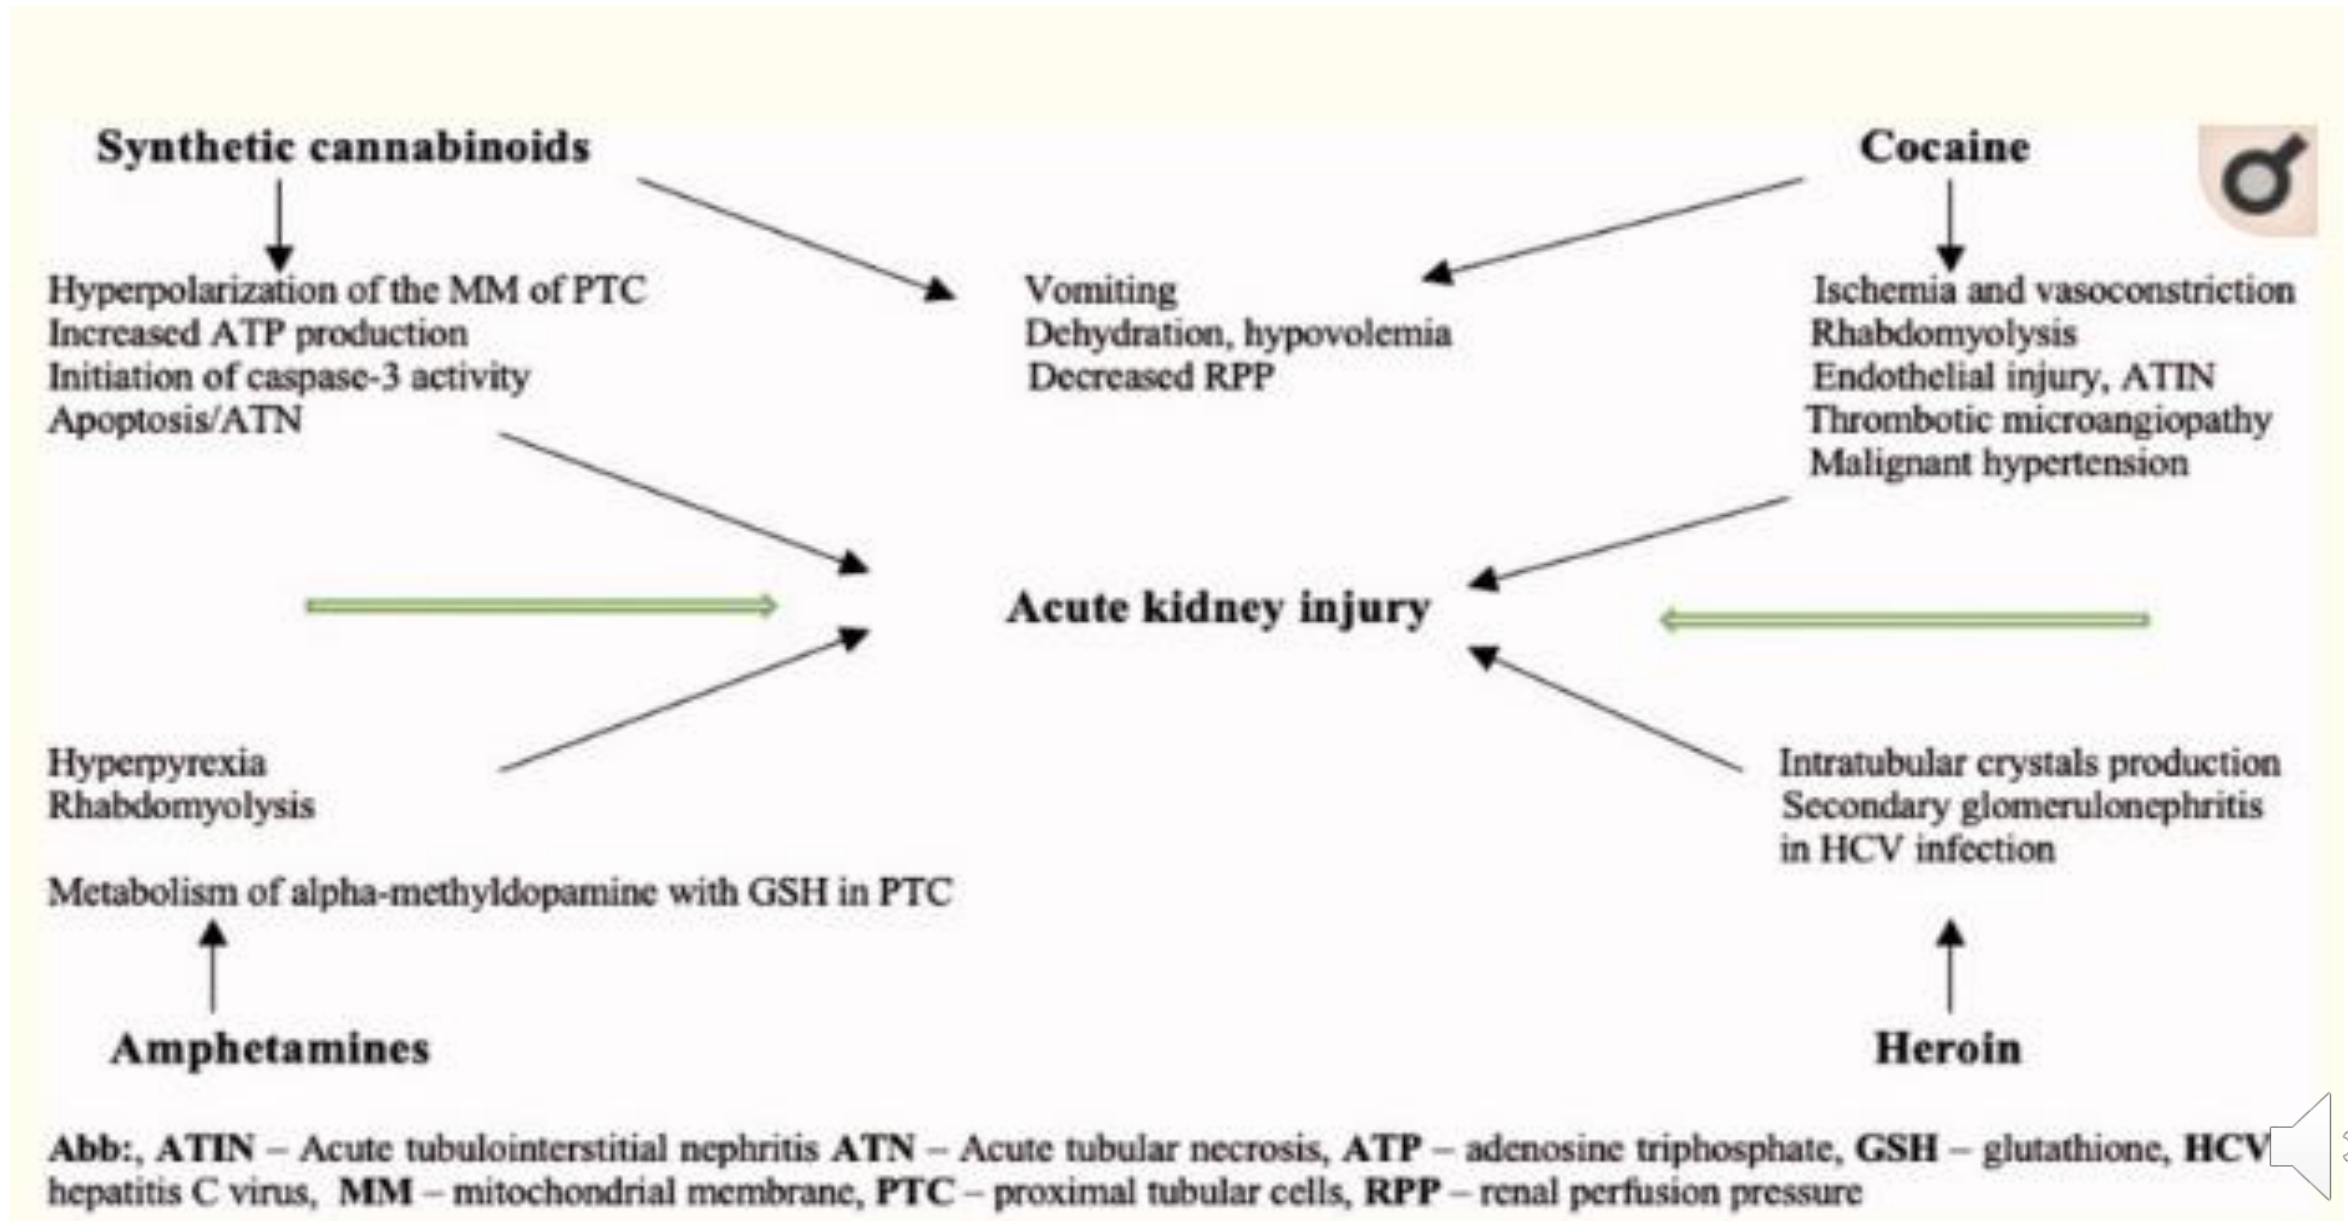 Synthetic cannabinoids
Cocaine
Hyperpolarization of the MM of PTC
Increased ATP production
Initiation of caspase-3 activity
Apoptosis/ATN
Vomiting
Dehydration, hypovolemia
Decreased RPP
Ischemia and vasoconstriction
Rhabdomyolysis
Endothelial injury, ATIN
Thrombotic microangiopathy
Malignant hypertension
Acute kidney injury
Hyperpyrexia
Rhabdomyolysis
Metabolism of alpha-methyldopamine with GSH in PTC
Intratubular crystals production
Secondary glomerulonephritis
in HCV infection
Amphetamines
Heroin
Abb:, ATIN – Acute tubulointerstitial nephritis ATN – Acute tubular necrosis, ATP – adenosine triphosphate, GSH – glutathione, HCV
hepatitis C virus, MM – mitochondrial membrane, PTC – proximal tubular cells, RPP – renal perfusion pressure